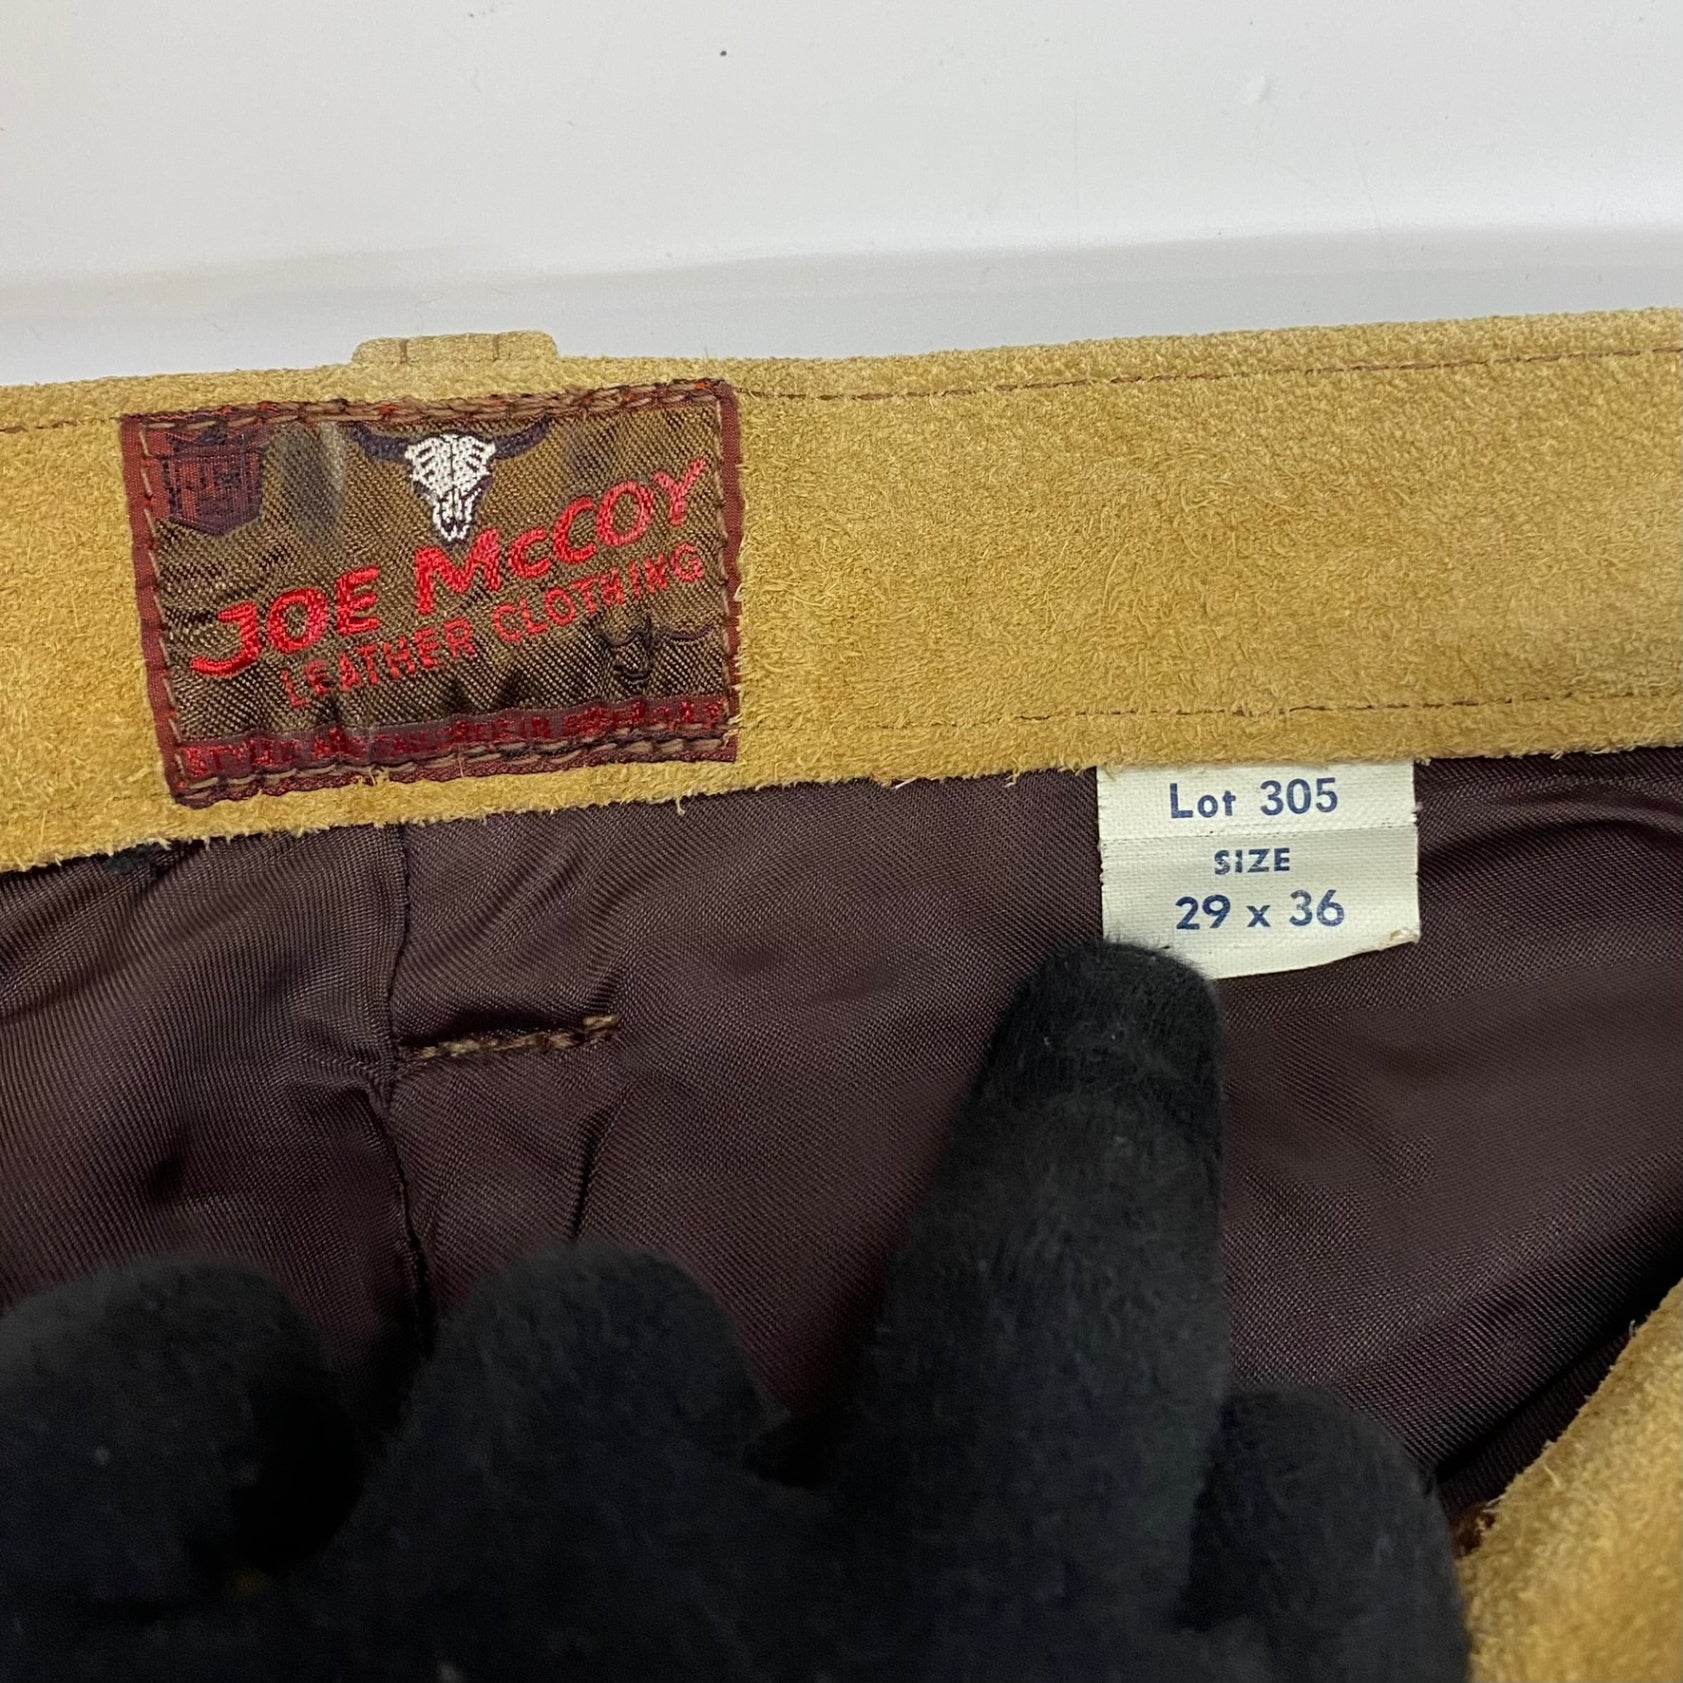 JOE McCOY
LEATHER CLOTHING
Lot 305
SIZE
29 x 36